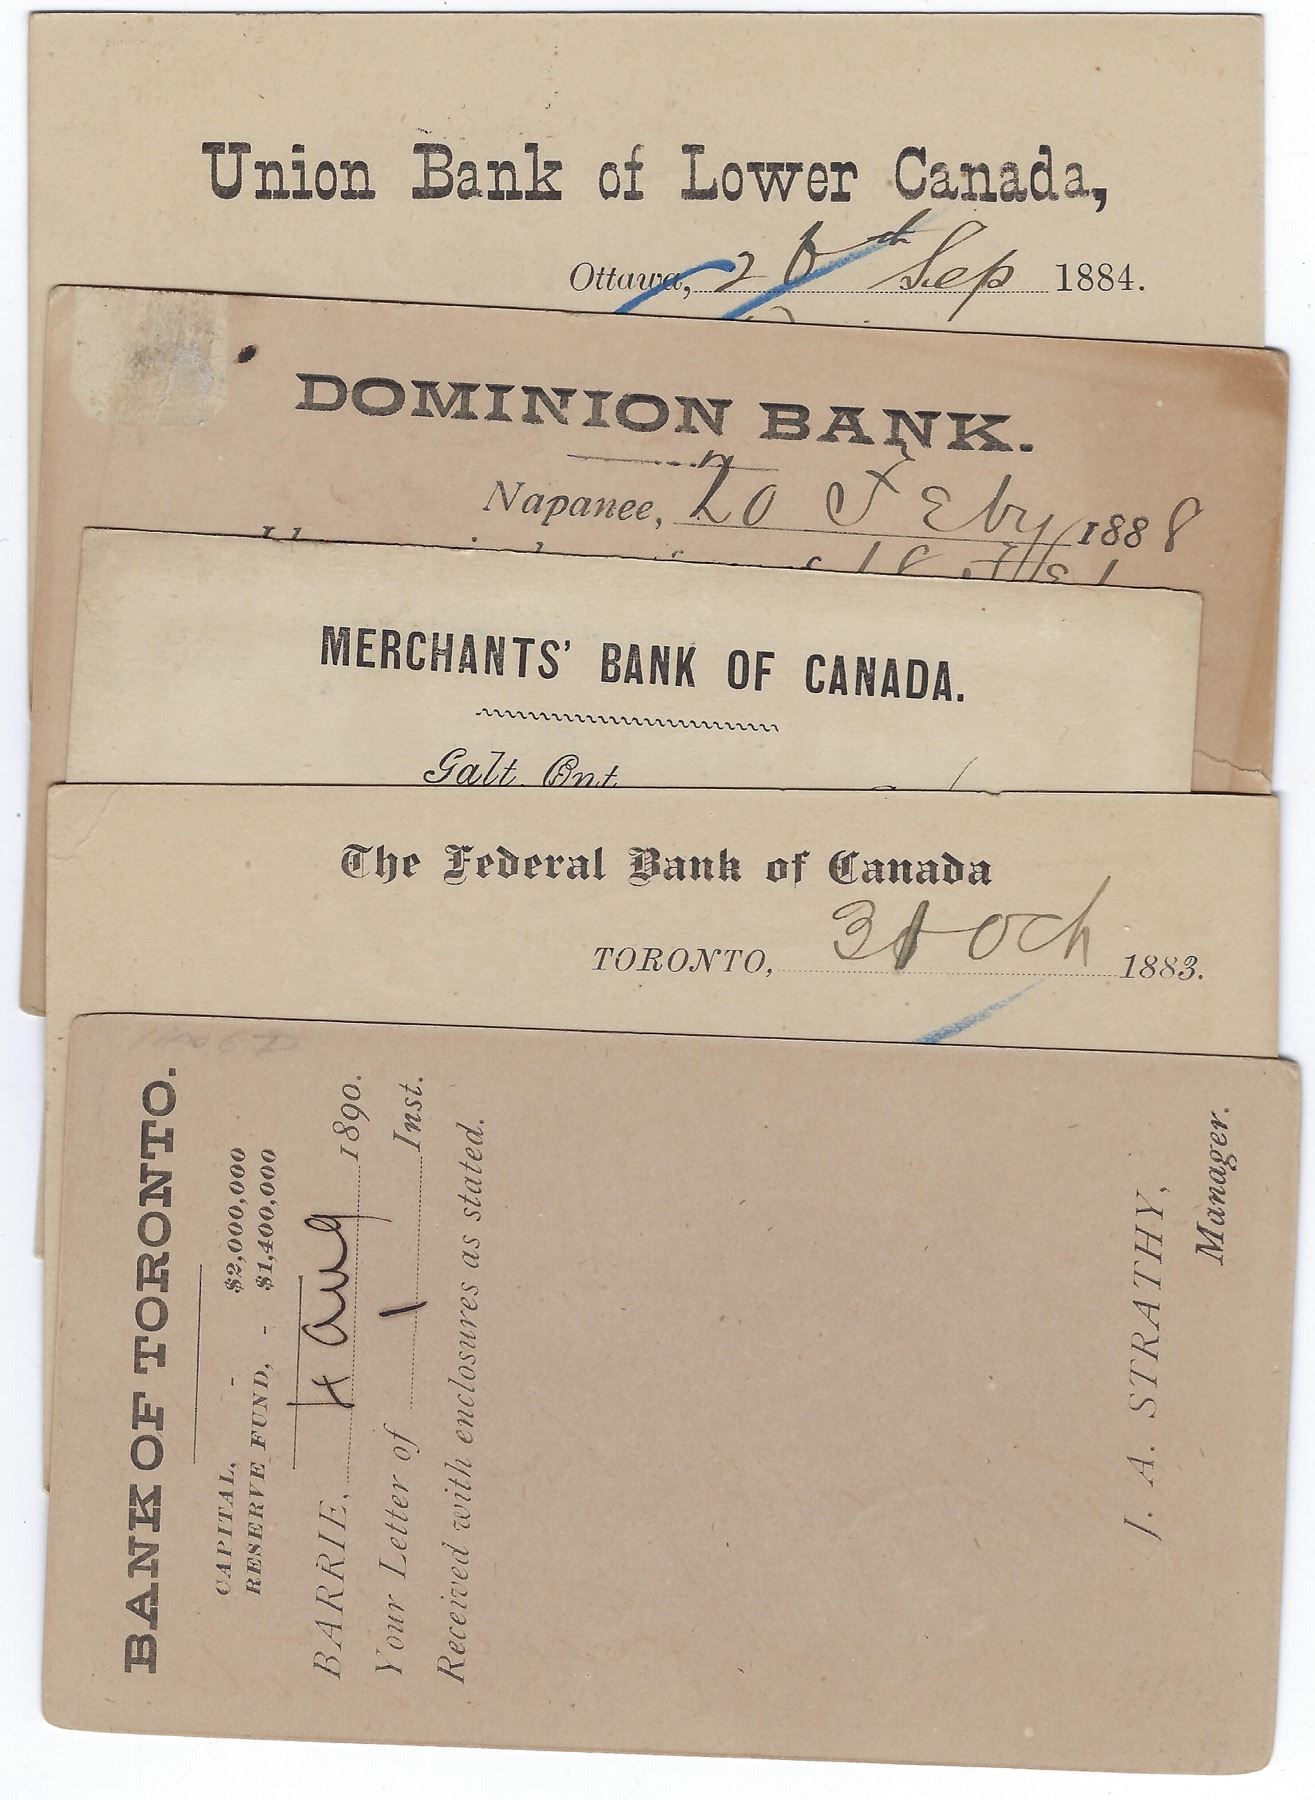 Union Bank of Lower Canada,
Ottawa, 26th Sep 1884.
DOMINION BANK.
Napanee, 20 Feby 1888
MERCHANTS' BANK OF CANADA.
Galt, Ont
The Federal Bank of Canada
TORONTO, 31 Oct 1883.
BANK OF TORONTO.
CAPITAL, - $2,000,000
RESERVE FUND, - $1,400,000
BARRIE, 4 Aug 1890.
Your Letter of 1 Inst.
Received with enclosures as stated.
J. A. STRATHY,
Manager.